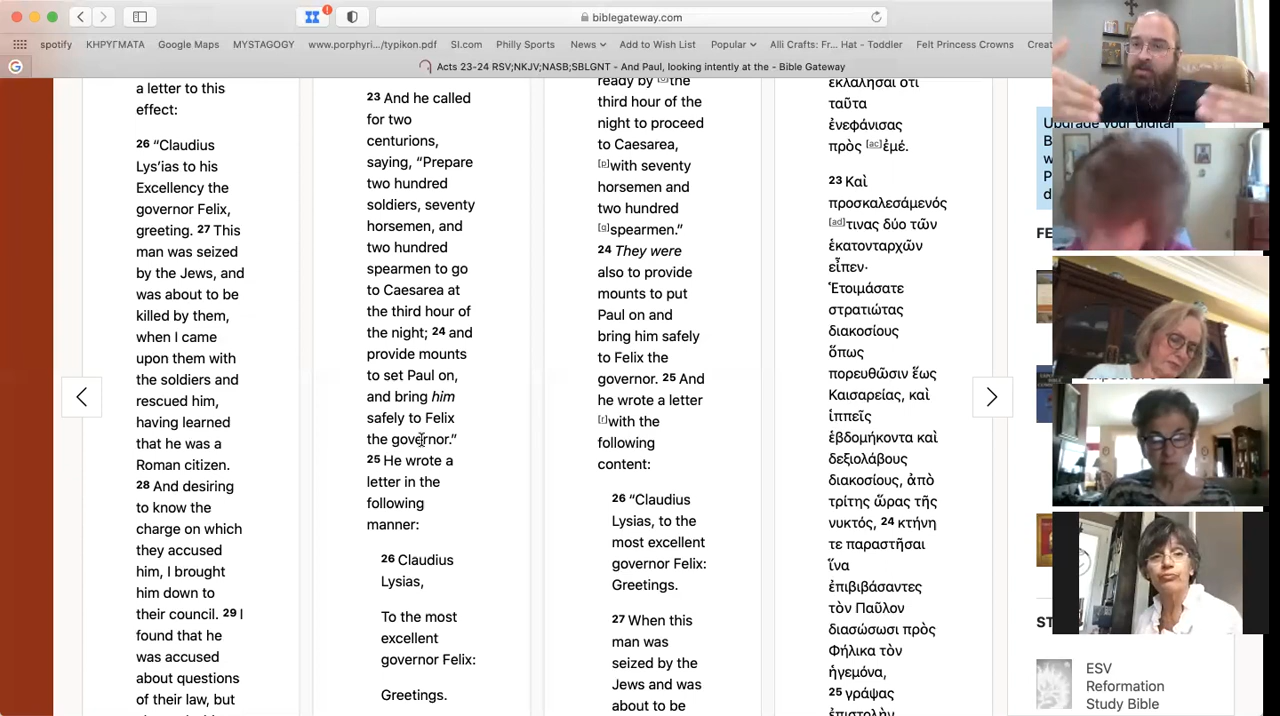 biblegateway.com
spotify ΚΗΡΥΓΜΑΤΑ Google Maps MYSTAGOGY www.porphyri.../typikon.pdf SI.com Philly Sports News Add to Wish List Popular Alli Crafts: Fr... Hat - Toddler Felt Princess Crowns
Acts 23-24 RSV;NKJV;NASB;SBLGNT - And Paul, looking intently at the - Bible Gateway
a letter to this
effect:
26 “Claudius
Lys′ias to his
Excellency the
governor Felix,
greeting. 27 This
man was seized
by the Jews, and
was about to be
killed by them,
when I came
upon them with
the soldiers and
rescued him,
having learned
that he was a
Roman citizen.
28 And desiring
to know the
charge on which
they accused
him, I brought
him down to
their council. 29 I
found that he
was accused
about questions
of their law, but
23 And he called
for two
centurions,
saying, “Prepare
two hundred
soldiers, seventy
horsemen, and
two hundred
spearmen to go
to Caesarea at
the third hour of
the night; 24 and
provide mounts
to set Paul on,
and bring him
safely to Felix
the governor.”
25 He wrote a
letter in the
following
manner:
26 Claudius
Lysias,
To the most
excellent
governor Felix:
Greetings.
ready by [o]the
third hour of the
night to proceed
to Caesarea,
[p]with seventy
horsemen and
two hundred
[q]spearmen.”
24 They were
also to provide
mounts to put
Paul on and
bring him safely
to Felix the
governor. 25 And
he wrote a letter
[r]with the
following
content:
26 “Claudius
Lysias, to the
most excellent
governor Felix:
Greetings.
27 When this
man was
seized by the
Jews and was
about to be
ἐκλαλῆσαι ὅτι
ταῦτα
ἐνεφάνισας
πρὸς [ac]ἐμέ.
23 Καὶ
προσκαλεσάμενός
[ad]τινας δύο τῶν
ἑκατονταρχῶν
εἶπεν·
Ἑτοιμάσατε
στρατιώτας
διακοσίους
ὅπως
πορευθῶσιν ἕως
Καισαρείας, καὶ
ἱππεῖς
ἑβδομήκοντα καὶ
δεξιολάβους
διακοσίους, ἀπὸ
τρίτης ὥρας τῆς
νυκτός, 24 κτήνη
τε παραστῆσαι
ἵνα
ἐπιβιβάσαντες
τὸν Παῦλον
διασώσωσι πρὸς
Φήλικα τὸν
ἡγεμόνα,
25 γράψας
ἐπιστολὴν
Upgrade your digital
ESV
Reformation
Study Bible